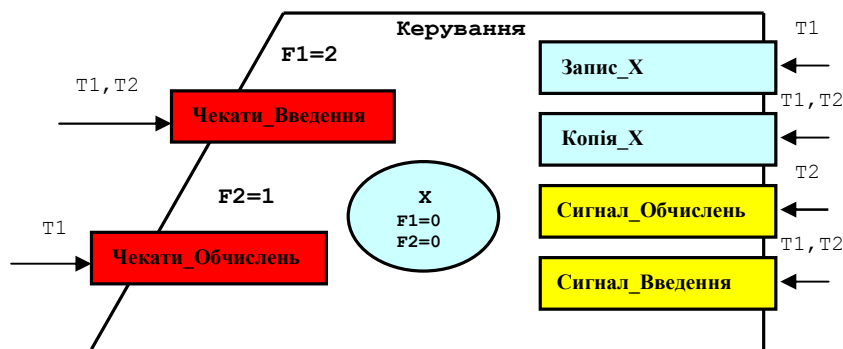 Керування
T1
F1=2
Запис_X
T1,T2
T1,T2
Чекати_Введення
Копія_X
T2
F2=1
X
F1=0
F2=0
Сигнал_Обчислень
T1
T1,T2
Чекати_Обчислень
Сигнал_Введення